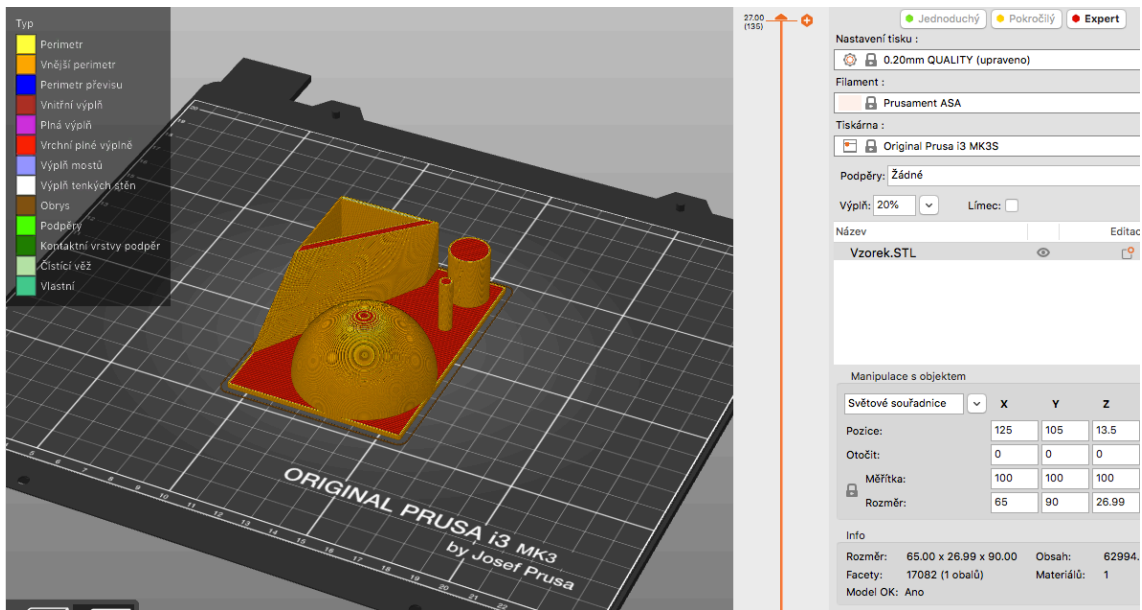 Typ
Perimetr
Vnější perimetr
Perimetr převisu
Vnitřní výplň
Plná výplň
Vrchní plné výplně
Výplň mostů
Výplň tenkých stěn
Obrys
Podpěry
Kontaktní vrstvy podpěr
Čistící věž
Vlastní
ORIGINAL PRUSA i3 MK3
by Josef Prusa
27.00
(135)
Jednoduchý Pokročilý Expert
Nastavení tisku :
0.20mm QUALITY (upraveno)
Filament :
Prusament ASA
Tiskárna :
Original Prusa i3 MK3S
Podpěry: Žádné
Výplň: 20% Límec:
Název Editac
Vzorek.STL
Manipulace s objektem
Světové souřadnice X Y Z
Pozice: 125 105 13.5
Otočit: 0 0 0
Měřítka: 100 100 100
Rozměr: 65 90 26.99
Info
Rozměr: 65.00 x 26.99 x 90.00 Obsah: 62994.
Facety: 17082 (1 obalů) Materiálů: 1
Model OK: Ano